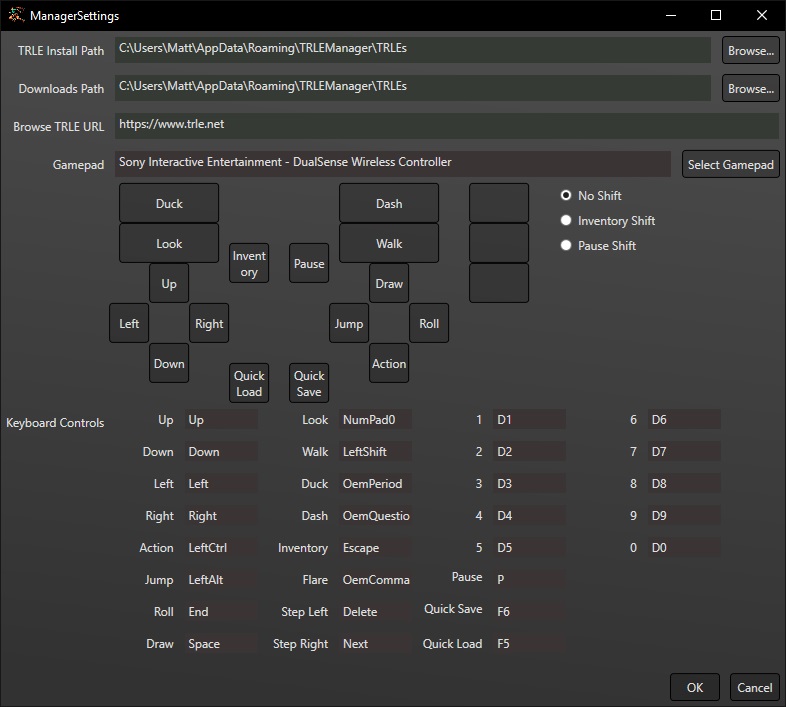 ManagerSettings
TRLE Install Path C:\Users\Matt\AppData\Roaming\TRLEManager\TRLEs Browse...
Downloads Path C:\Users\Matt\AppData\Roaming\TRLEManager\TRLEs Browse...
Browse TRLE URL https://www.trle.net
Gamepad Sony Interactive Entertainment - DualSense Wireless Controller Select Gamepad
Duck Dash No Shift
Look Walk Inventory Shift
Invent
ory
Pause Pause Shift
Up Draw
Left Right Jump Roll
Down Action
Quick
Load
Quick
Save
Keyboard Controls
Up Up Look NumPad0 1 D1 6 D6
Down Down Walk LeftShift 2 D2 7 D7
Left Left Duck OemPeriod 3 D3 8 D8
Right Right Dash OemQuestio 4 D4 9 D9
Action LeftCtrl Inventory Escape 5 D5 0 D0
Jump LeftAlt Flare OemComma Pause P
Roll End Step Left Delete Quick Save F6
Draw Space Step Right Next Quick Load F5
OK Cancel